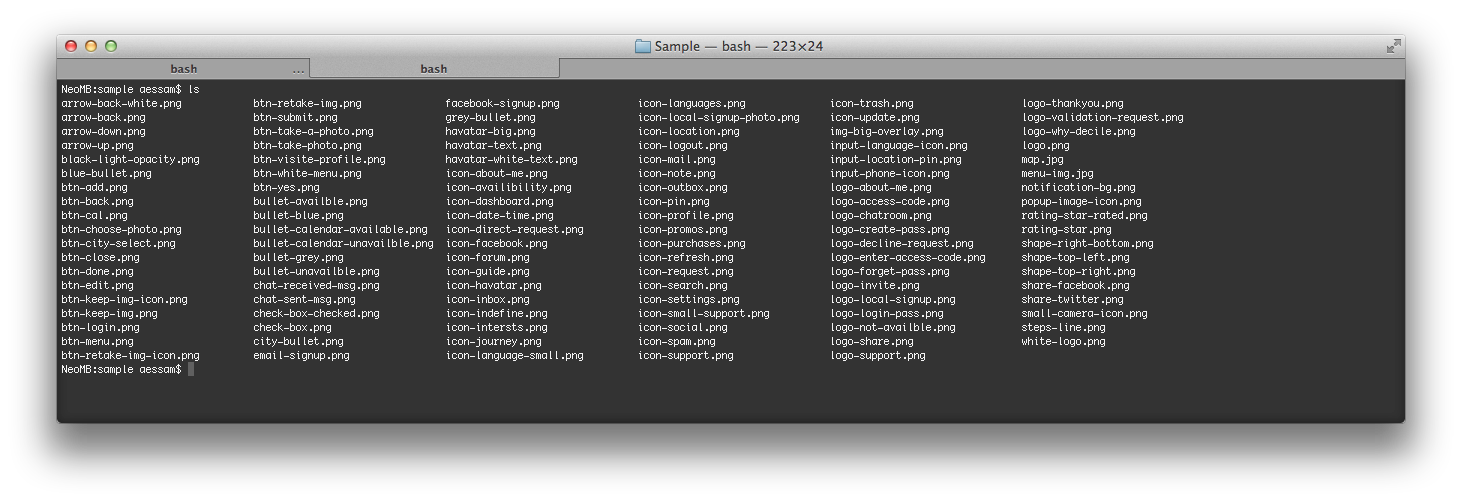 Sample — bash — 223×24
bash ... bash
NeoMB:sample aessam$ ls
arrow-back-white.png btn-retake-img.png facebook-signup.png icon-languages.png icon-trash.png logo-thankyou.png
arrow-back.png btn-submit.png grey-bullet.png icon-local-signup-photo.png icon-update.png logo-validation-request.png
arrow-down.png btn-take-a-photo.png havatar-big.png icon-location.png img-big-overlay.png logo-why-decile.png
arrow-up.png btn-take-photo.png havatar-text.png icon-logout.png input-language-icon.png logo.png
black-light-opacity.png btn-visite-profile.png havatar-white-text.png icon-mail.png input-location-pin.png map.jpg
blue-bullet.png btn-white-menu.png icon-about-me.png icon-note.png input-phone-icon.png menu-img.jpg
btn-add.png btn-yes.png icon-availibility.png icon-outbox.png logo-about-me.png notification-bg.png
btn-back.png bullet-availble.png icon-dashboard.png icon-pin.png logo-access-code.png popup-image-icon.png
btn-cal.png bullet-blue.png icon-date-time.png icon-profile.png logo-chatroom.png rating-star-rated.png
btn-choose-photo.png bullet-calendar-available.png icon-direct-request.png icon-promos.png logo-create-pass.png rating-star.png
btn-city-select.png bullet-calendar-unavailble.png icon-facebook.png icon-purchases.png logo-decline-request.png shape-right-bottom.png
btn-close.png bullet-grey.png icon-forum.png icon-refresh.png logo-enter-access-code.png shape-top-left.png
btn-done.png bullet-unavailble.png icon-guide.png icon-request.png logo-forget-pass.png shape-top-right.png
btn-edit.png chat-received-msg.png icon-havatar.png icon-search.png logo-invite.png share-facebook.png
btn-keep-img-icon.png chat-sent-msg.png icon-inbox.png icon-settings.png logo-local-signup.png share-twitter.png
btn-keep-img.png check-box-checked.png icon-indefine.png icon-small-support.png logo-login-pass.png small-camera-icon.png
btn-login.png check-box.png icon-intersts.png icon-social.png logo-not-availble.png steps-line.png
btn-menu.png city-bullet.png icon-journey.png icon-spam.png logo-share.png white-logo.png
btn-retake-img-icon.png email-signup.png icon-language-small.png icon-support.png logo-support.png
NeoMB:sample aessam$